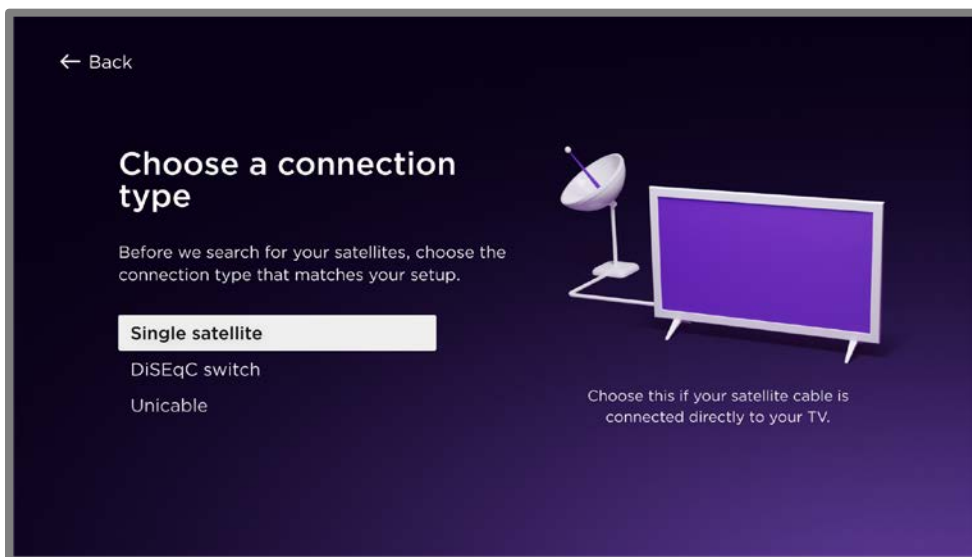 ← Back
Choose a connection
type
Before we search for your satellites, choose the
connection type that matches your setup.
Single satellite
DiSEqC switch
Unicable
Choose this if your satellite cable is
connected directly to your TV.